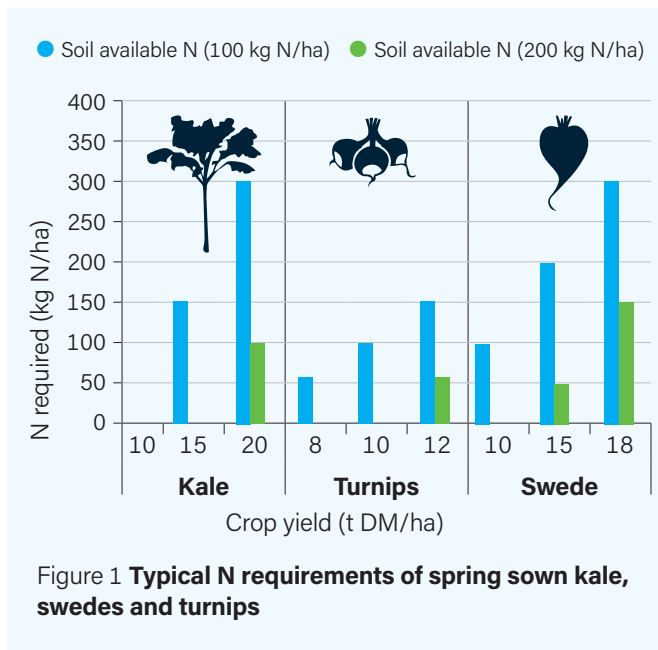 Soil available N (100 kg N/ha) Soil available N (200 kg N/ha)
400
350
300
250
200
150
100
50
0
N required (kg N/ha)
10 15 20 8 10 12 10 15 18
Kale Turnips Swede
Crop yield (t DM/ha)
Figure 1 Typical N requirements of spring sown kale,
swedes and turnips